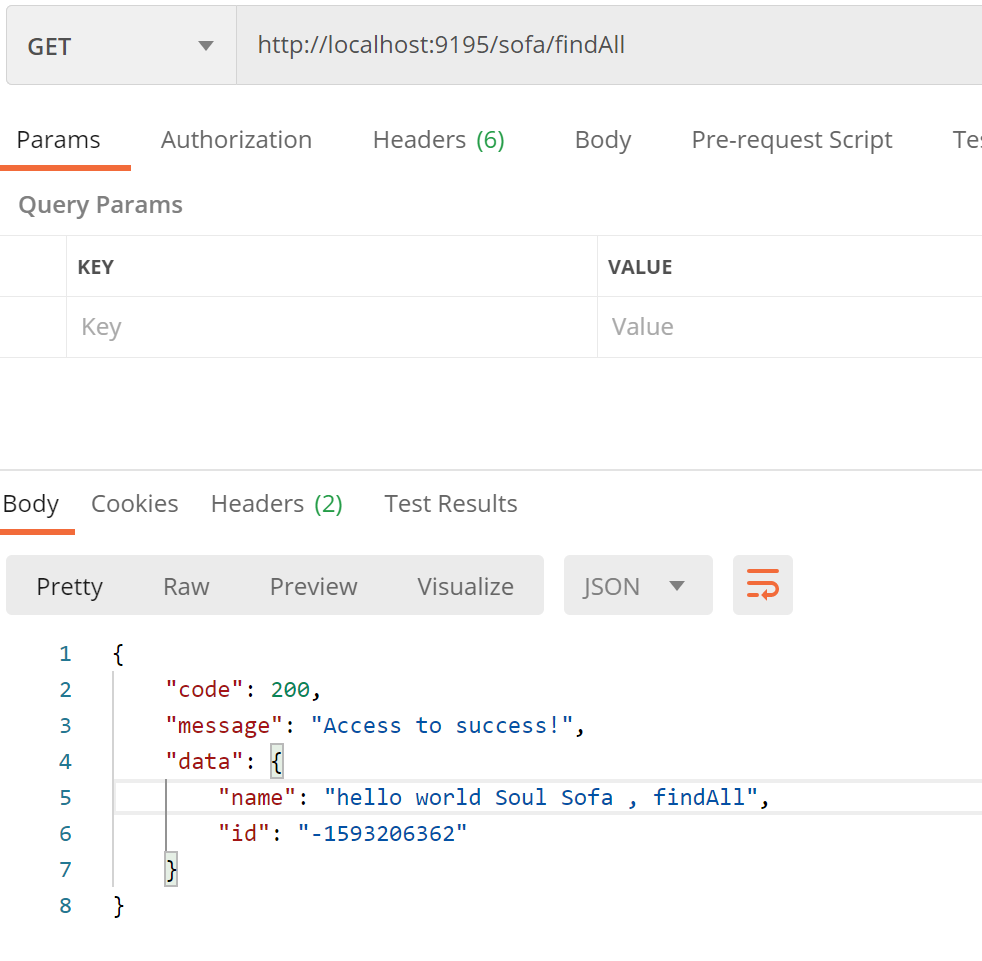 GET http://localhost:9195/sofa/findAll
Params Authorization Headers (6) Body Pre-request Script Tes
Query Params
KEY VALUE
Key Value
Body Cookies Headers (2) Test Results
Pretty Raw Preview Visualize JSON
1 {
2 "code": 200,
3 "message": "Access to success!",
4 "data": {
5 "name": "hello world Soul Sofa , findAll",
6 "id": "-1593206362"
7 }
8 }